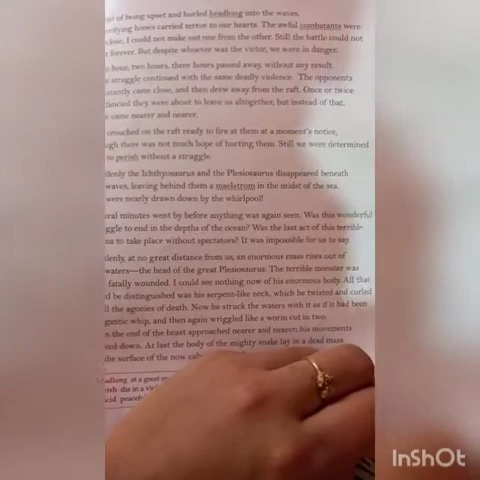 of being upset and hurled headlong into the waves.
hisses carried terror to our hearts. The awful combatants were
close, I could not make out one from the other. Still the battle could not
forever. But despite whoever was the victor, we were in danger.
hour, two hours, three hours passed away, without any result.
struggle continued with the same deadly violence. The opponents
came close, and then drew away from the raft. Once or twice
fancied they were about to leave us altogether, but instead of that,
came nearer and nearer.
crouched on the raft ready to fire at them at a moment's notice,
there was not much hope of hurting them. Still we were determined
to perish without a struggle.
the Ichthyosaurus and the Plesiosaurus disappeared beneath
waves, leaving behind them a maelstrom in the midst of the sea.
were nearly drawn down by the whirlpool!
minutes went by before anything was again seen. Was this wonderful
to end in the depths of the ocean? Was the last act of this terrible
to take place without spectators? It was impossible for us to say.
at no great distance from us, an enormous mass rises out of
waters—the head of the great Plesiosaurus. The terrible monster was
fatally wounded. I could see nothing now of his enormous body. All that
be distinguished was his serpent-like neck, which he twisted and curled
the agonies of death. Now he struck the waters with it as if it had been
gigantic whip, and then again wriggled like a worm cut in two.
the end of the beast approached nearer and nearer; his movements
down. At last the body of the mighty snake lay in a dead mass
the surface of the now
headlong at a great
die in a
InShOt